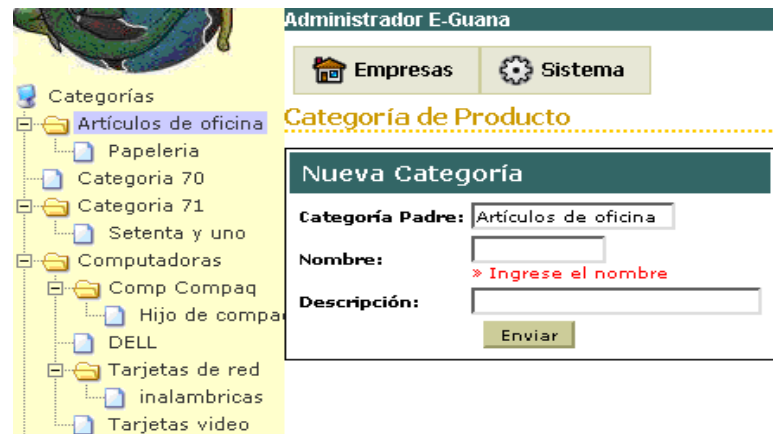 Administrador E-Guana
Empresas
Sistema
Categorías
Artículos de oficina
Papeleria
Categoria 70
Categoria 71
Setenta y uno
Computadoras
Comp Compaq
Hijo de compa
DELL
Tarjetas de red
inalambricas
Tarjetas video
Categoría de Producto
Nueva Categoría
Categoría Padre: Artículos de oficina
Nombre:
» Ingrese el nombre
Descripción:
Enviar